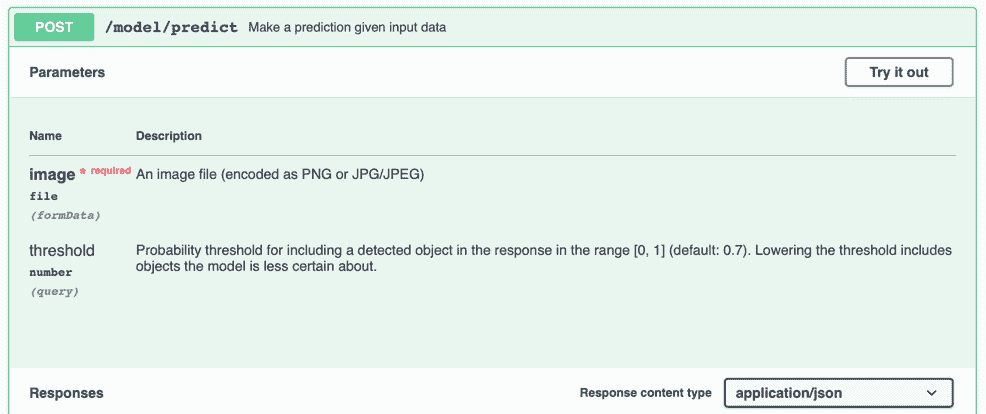 POST /model/predict Make a prediction given input data
Parameters
Try it out
Name Description
image * required An image file (encoded as PNG or JPG/JPEG)
file
(formData)
threshold Probability threshold for including a detected object in the response in the range [0, 1] (default: 0.7). Lowering the threshold includes
number objects the model is less certain about.
(query)
Responses Response content type application/json